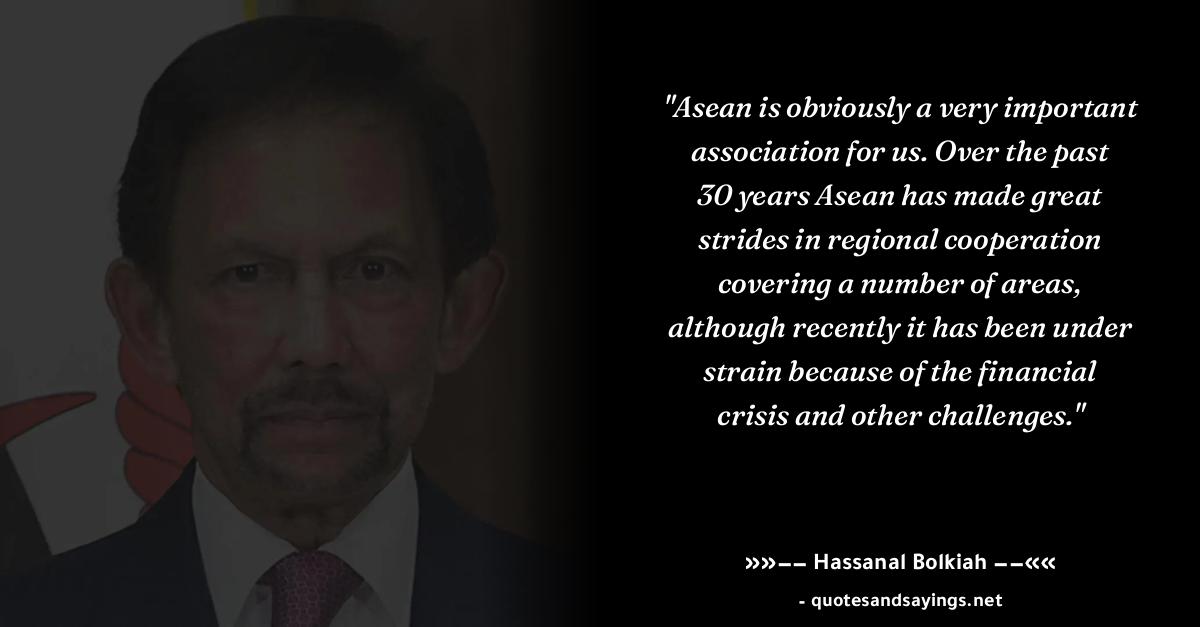 "Asean is obviously a very important
association for us. Over the past
30 years Asean has made great
strides in regional cooperation
covering a number of areas,
although recently it has been under
strain because of the financial
crisis and other challenges."
»»–– Hassanal Bolkiah ––««
- quotesandsayings.net